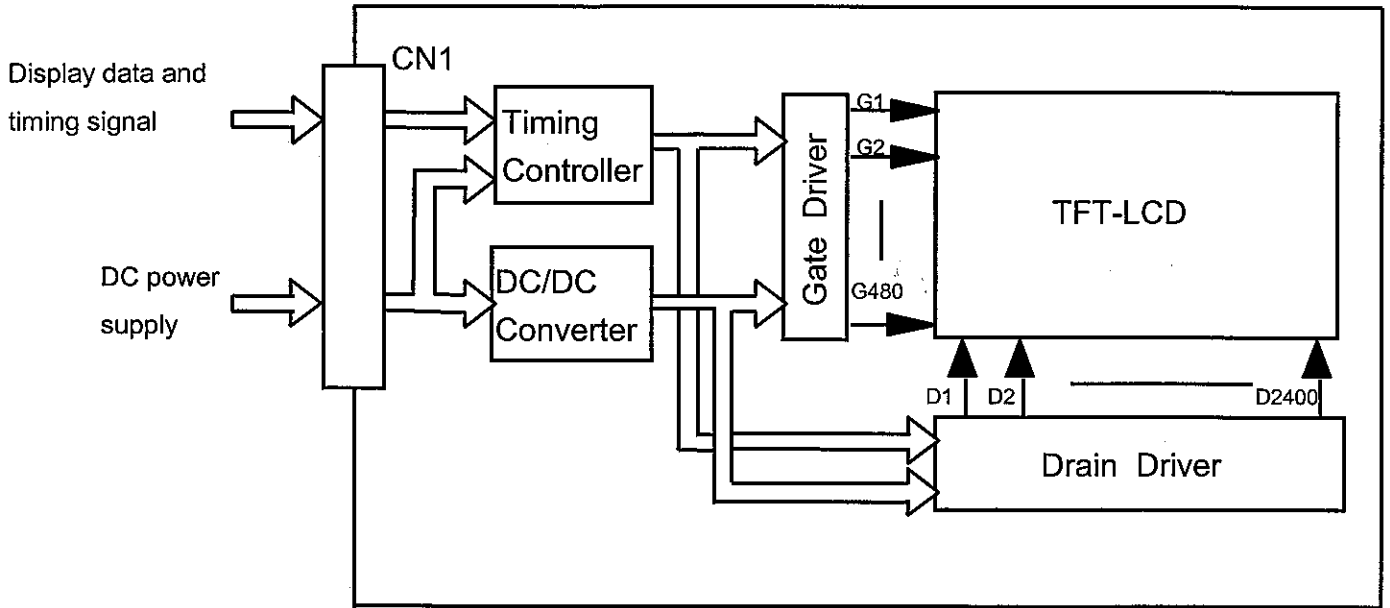 Display data and
timing signal
CN1
Timing
Controller
DC power
supply
DC/DC
Converter
Gate Driver
G1
G2
G480
TFT-LCD
D1
D2
D2400
Drain Driver